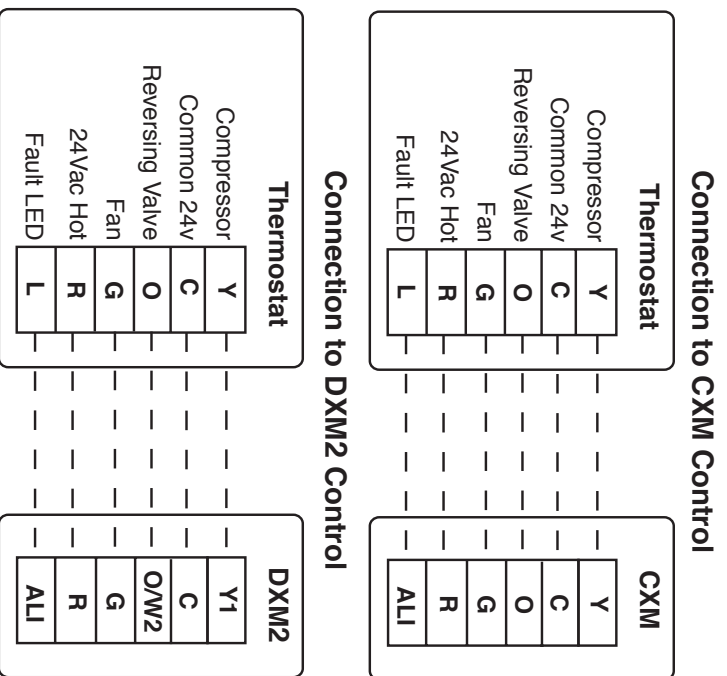 Connection to CXM Control
Thermostat
CXM
Compressor Y Y
Common 24v C C
Reversing Valve O O
Fan G G
24Vac Hot R R
Fault LED L ALI
Connection to DXM2 Control
Thermostat
DXM2
Compressor Y Y1
Common 24v C C
Reversing Valve O O/W2
Fan G G
24Vac Hot R R
Fault LED L ALI